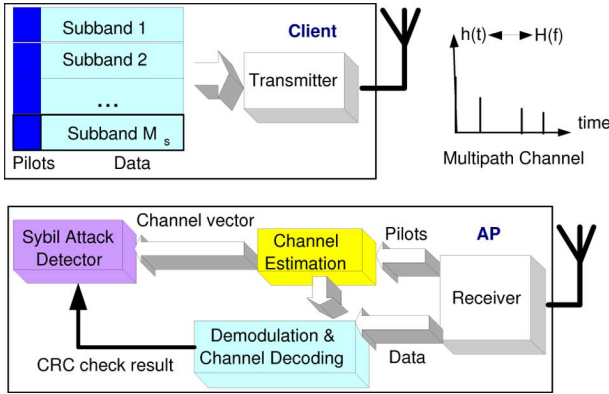 Subband 1
Subband 2
...
Subband M s
Pilots Data
Client
Transmitter
h(t) H(f)
time
Multipath Channel
Sybil Attack
Detector
Channel vector
Channel
Estimation
Pilots
AP
Receiver
Demodulation &
Channel Decoding
Data
CRC check result